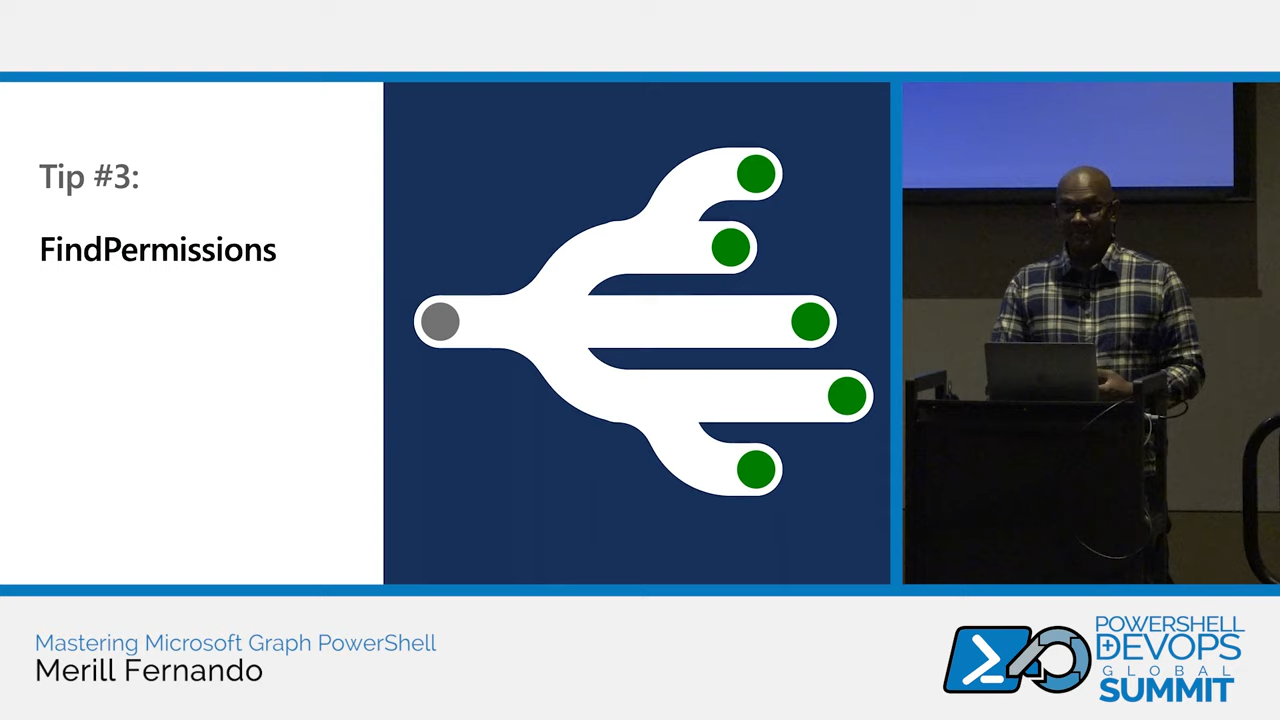 Tip #3:
FindPermissions
Mastering Microsoft Graph PowerShell
Merill Fernando
POWERSHELL
+DEVOPS
GLOBAL
SUMMIT